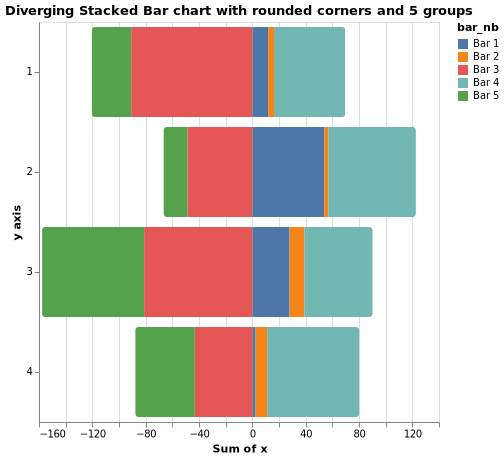 Diverging Stacked Bar chart with rounded corners and 5 groups
bar_nb
Bar 1
Bar 2
Bar 3
Bar 4
Bar 5
y axis
1
2
3
4
−160 −120 −80 −40 0 40 80 120
Sum of x